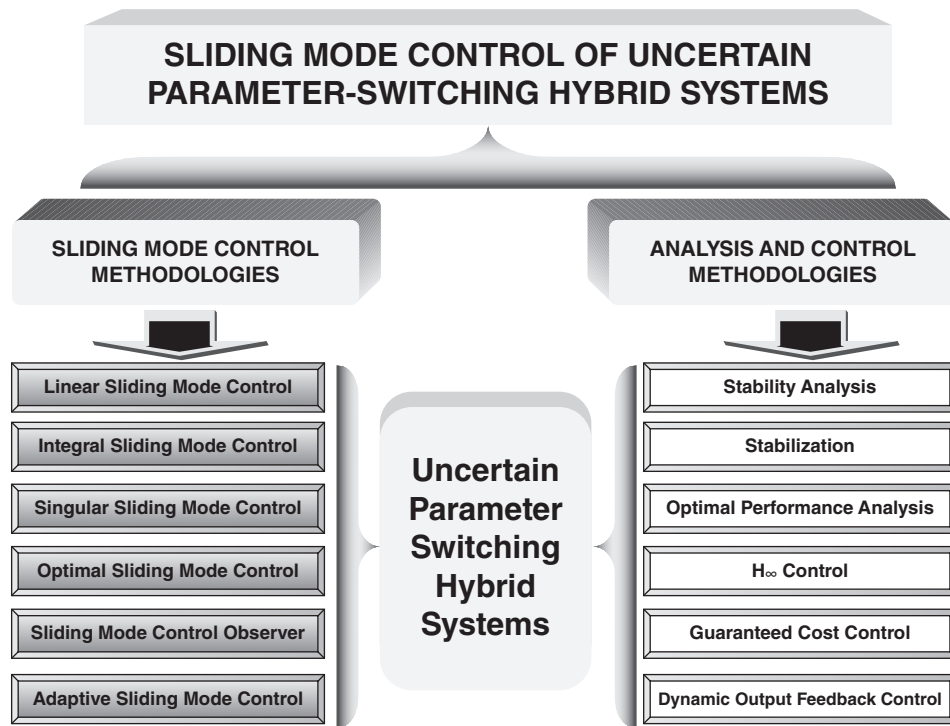 SLIDING MODE CONTROL OF UNCERTAIN
PARAMETER-SWITCHING HYBRID SYSTEMS
SLIDING MODE CONTROL
METHODOLOGIES
ANALYSIS AND CONTROL
METHODOLOGIES
Linear Sliding Mode Control
Integral Sliding Mode Control
Singular Sliding Mode Control
Optimal Sliding Mode Control
Sliding Mode Control Observer
Adaptive Sliding Mode Control
Uncertain
Parameter
Switching
Hybrid
Systems
Stability Analysis
Stabilization
Optimal Performance Analysis
H∞ Control
Guaranteed Cost Control
Dynamic Output Feedback Control